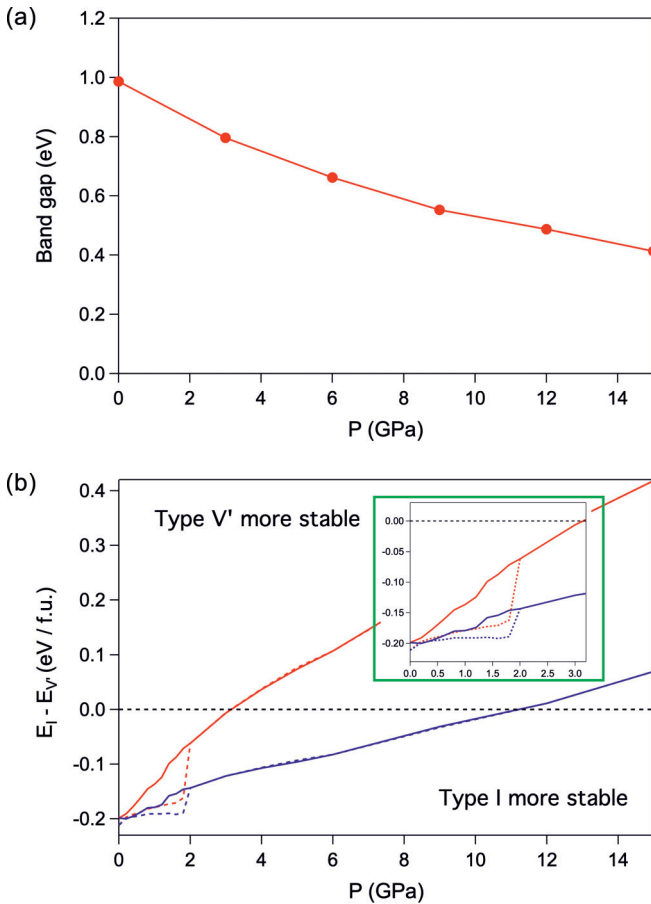 (a)
1.2
1.0
0.8
0.6
0.4
0.2
0.0
Band gap (eV)
0 2 4 6 8 10 12 14
P (GPa)
(b)
0.4
0.3
0.2
0.1
0.0
-0.1
-0.2
E_I - E_V' (eV / f.u.)
Type V' more stable
0.00
-0.05
-0.10
-0.15
-0.20
0.0 0.5 1.0 1.5 2.0 2.5 3.0
Type I more stable
0 2 4 6 8 10 12 14
P (GPa)